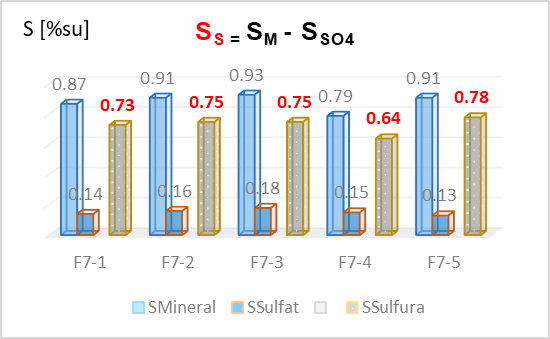 S [%su]
SS = SM - SSO4
0.87 0.91 0.93 0.79 0.91
0.73 0.75 0.75 0.64 0.78
0.14 0.16 0.18 0.15 0.13
F7-1 F7-2 F7-3 F7-4 F7-5
SMineral SSulfat SSulfura